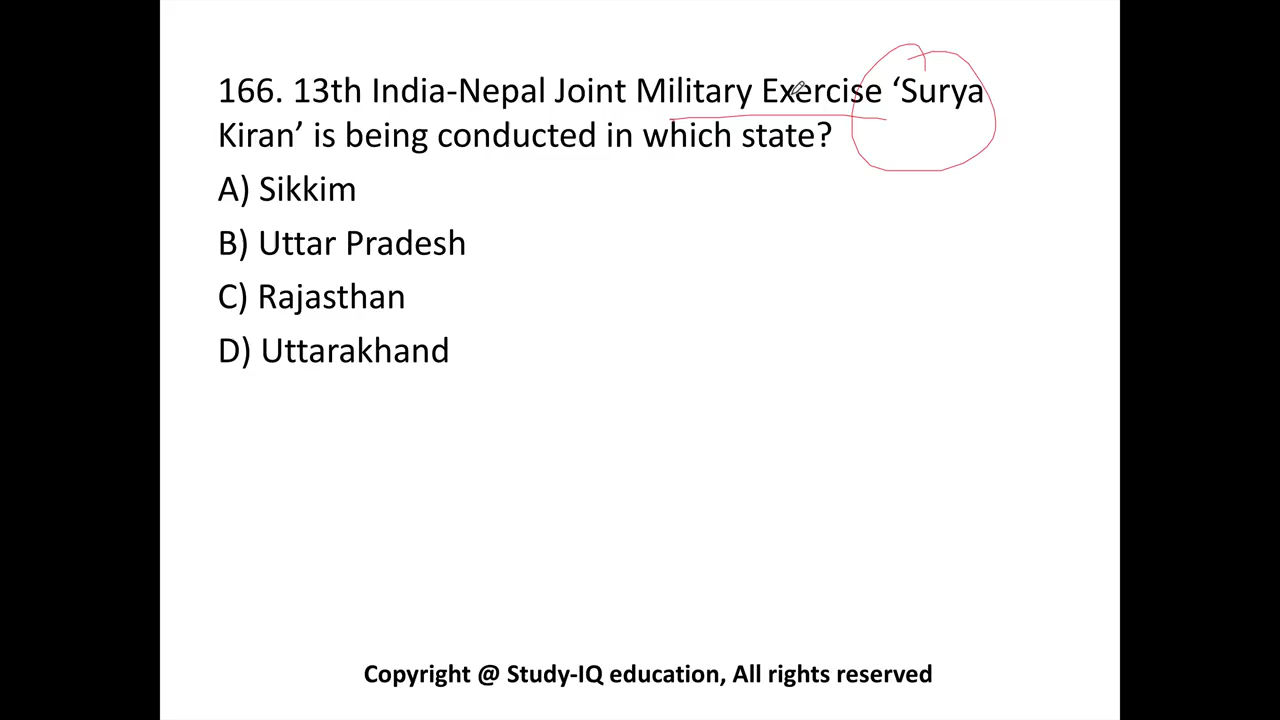 166. 13th India-Nepal Joint Military Exercise ‘Surya
Kiran’ is being conducted in which state?
A) Sikkim
B) Uttar Pradesh
C) Rajasthan
D) Uttarakhand
Copyright @ Study-IQ education, All rights reserved